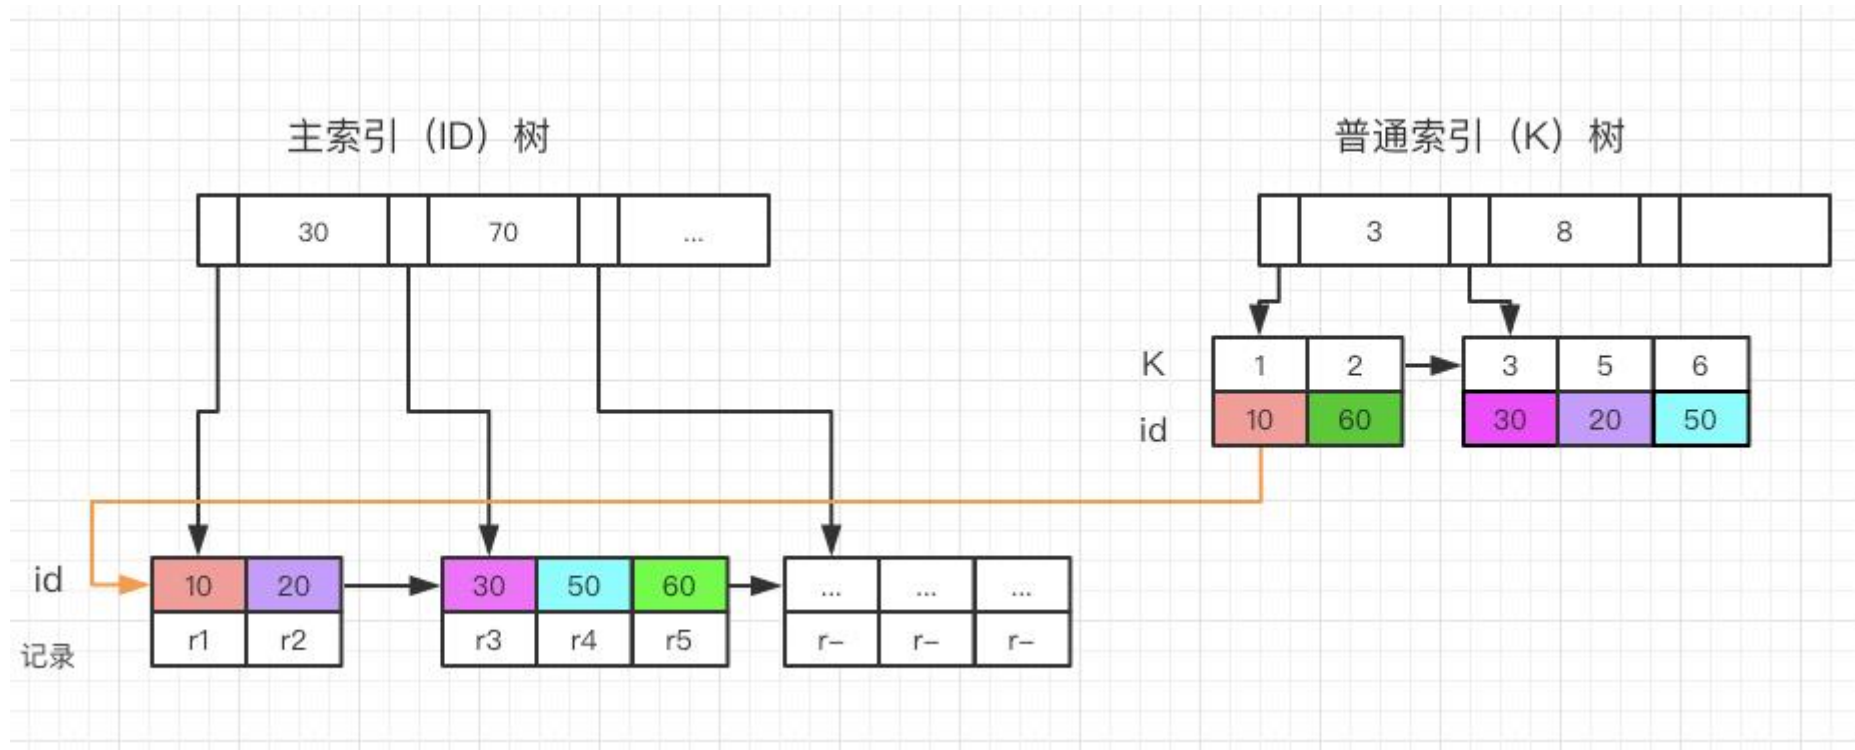 主索引（ID）树
普通索引（K）树
30 70 ...
3 8
K 1 2 3 5 6
id 10 60 30 20 50
id 10 20 30 50 60 ... ... ...
记录 r1 r2 r3 r4 r5 r– r– r–